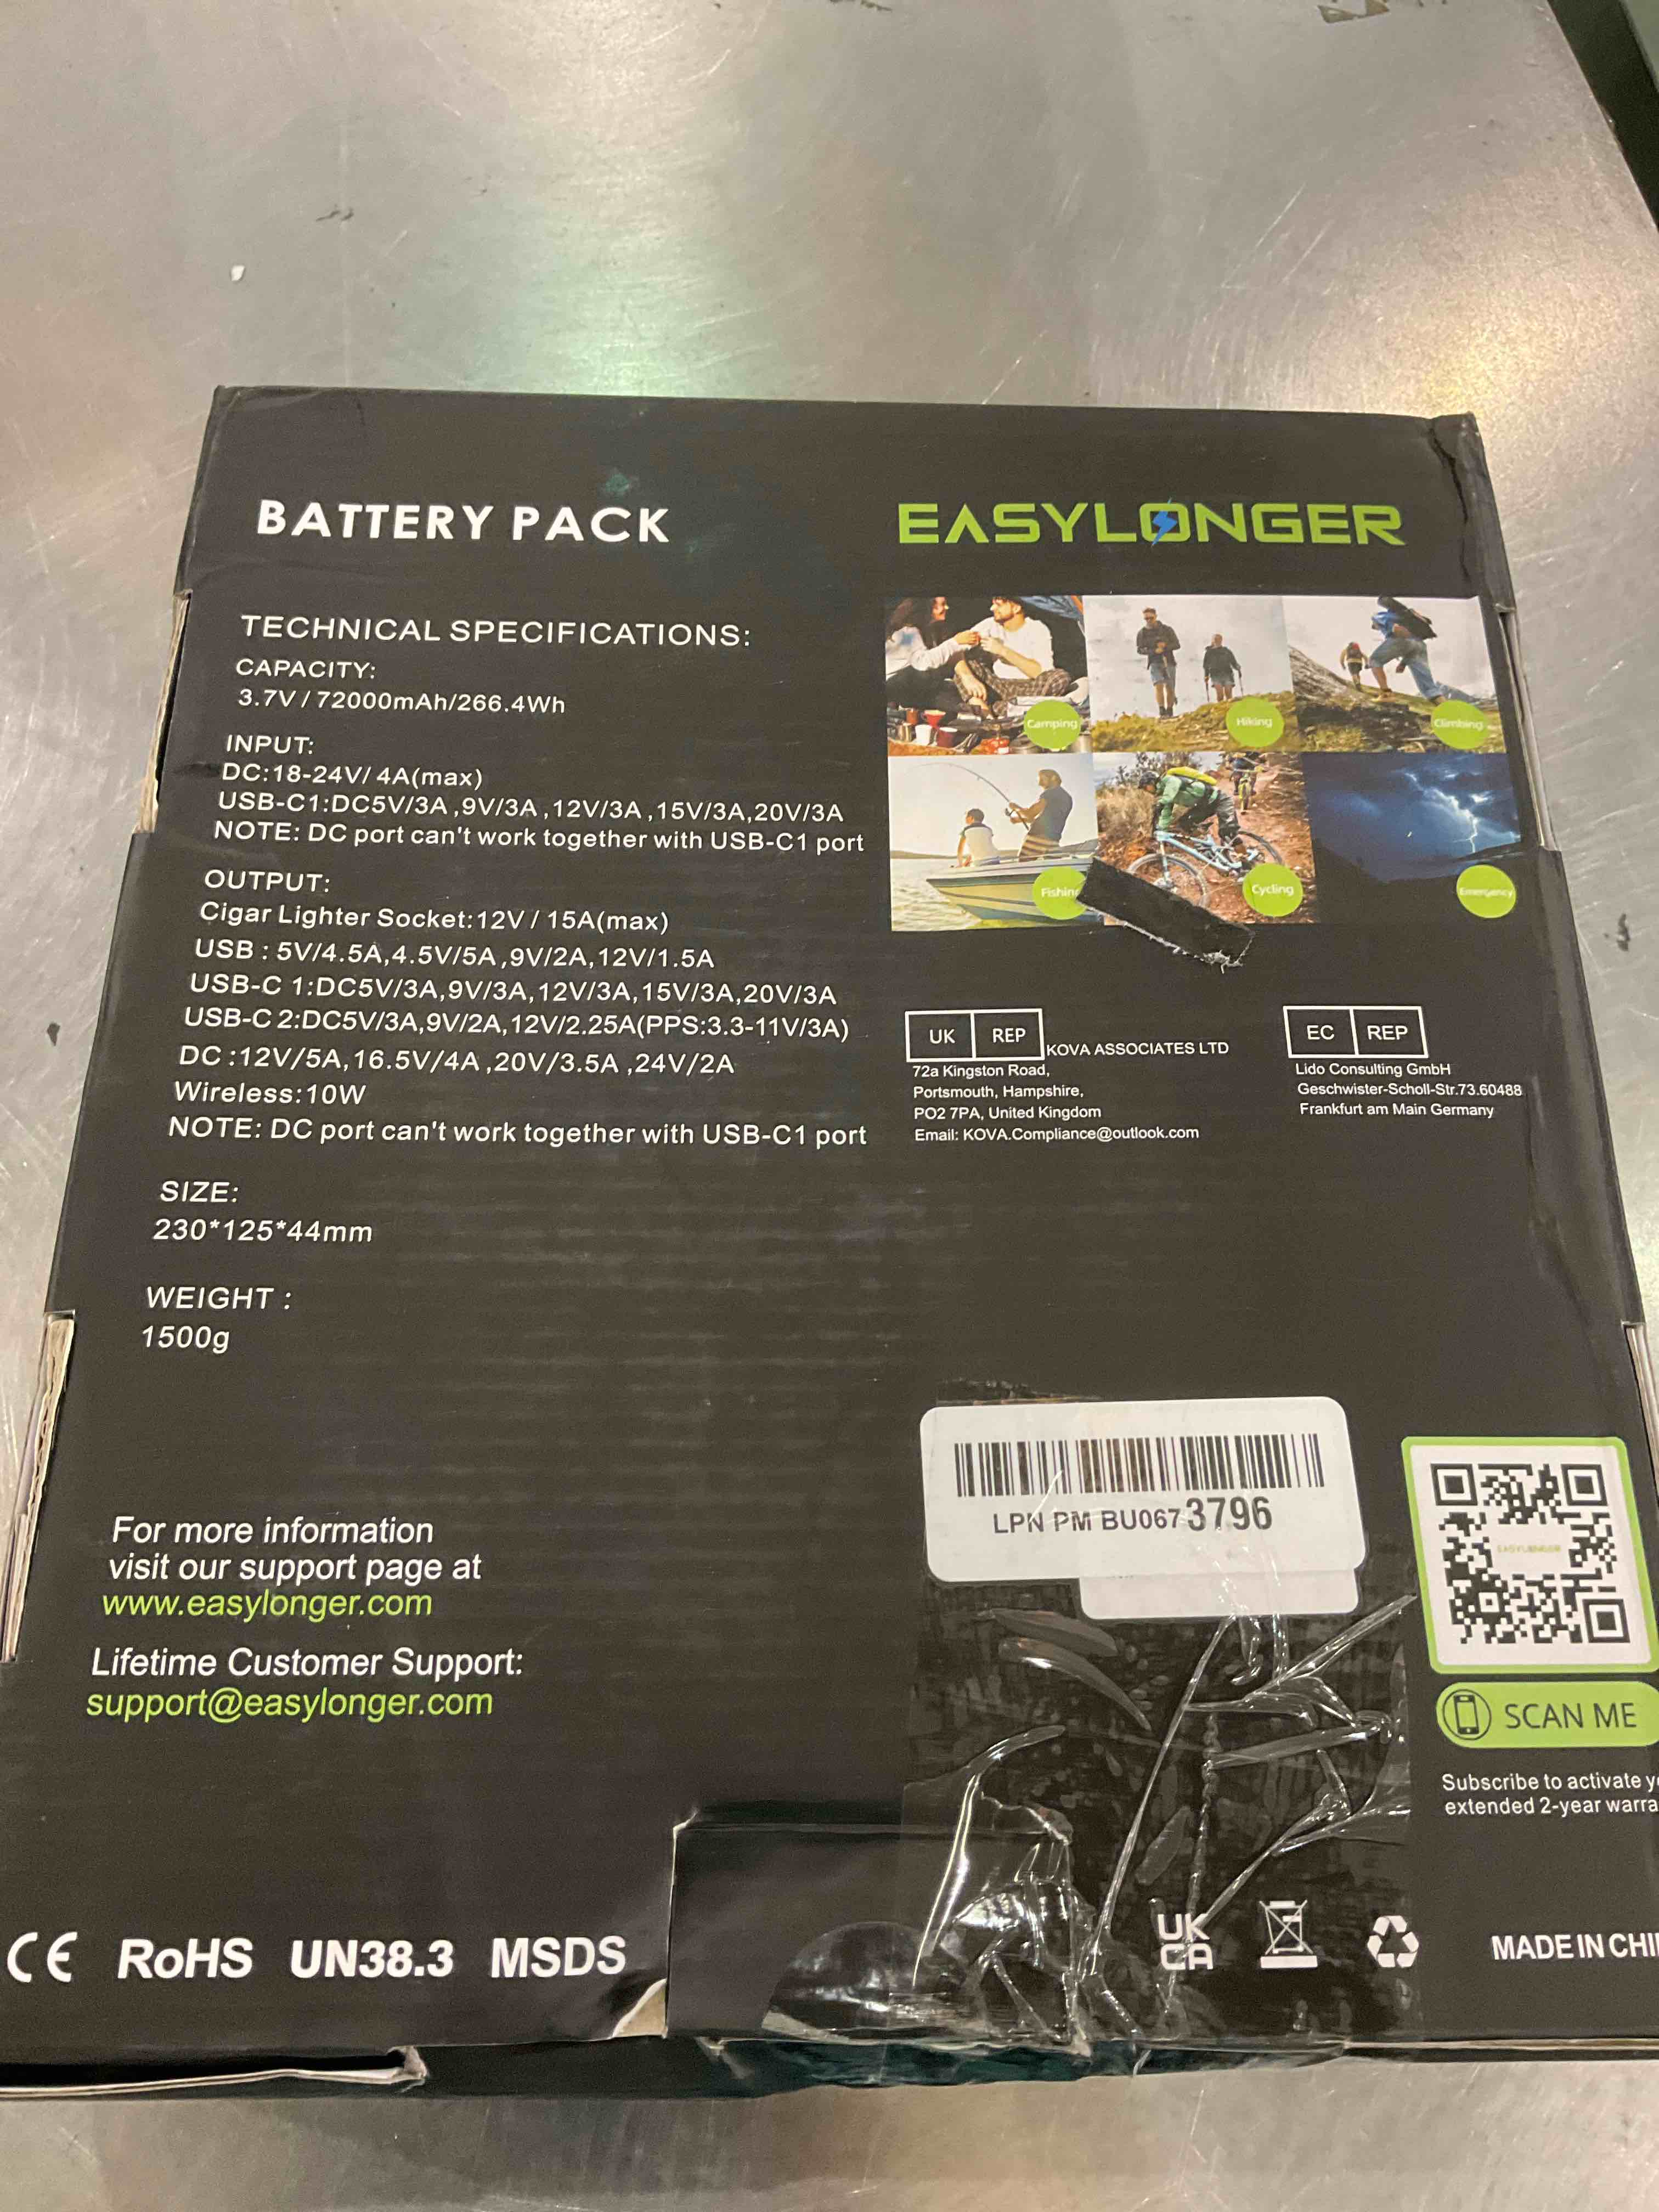 BATTERY PACK
EASYLONGER
TECHNICAL SPECIFICATIONS:
CAPACITY:
3.7V / 72000mAh/266.4Wh
INPUT:
DC:18-24V/ 4A(max)
USB-C1:DC5V/3A ,9V/3A ,12V/3A ,15V/3A,20V/3A
NOTE: DC port can't work together with USB-C1 port
OUTPUT:
Cigar Lighter Socket:12V / 15A(max)
USB : 5V/4.5A,4.5V/5A ,9V/2A,12V/1.5A
USB-C 1:DC5V/3A,9V/3A,12V/3A,15V/3A,20V/3A
USB-C 2:DC5V/3A,9V/2A,12V/2.25A(PPS:3.3-11V/3A)
DC :12V/5A,16.5V/4A ,20V/3.5A ,24V/2A
Wireless:10W
NOTE: DC port can't work together with USB-C1 port
SIZE:
230*125*44mm
WEIGHT :
1500g
Camping
Hiking
Climbing
Fishing
Cycling
Emergency
UK REP KOVA ASSOCIATES LTD
72a Kingston Road,
Portsmouth, Hampshire,
PO2 7PA, United Kingdom
Email: KOVA.Compliance@outlook.com
EC REP
Lido Consulting GmbH
Geschwister-Scholl-Str.73.60488
Frankfurt am Main Germany
LPN PM BU067 3796
EASYLONGER
SCAN ME
Subscribe to activate
extended 2-year
For more information
visit our support page at
www.easylonger.com
Lifetime Customer Support:
support@easylonger.com
CE RoHS UN38.3 MSDS
UK
CA
MADE IN CHI